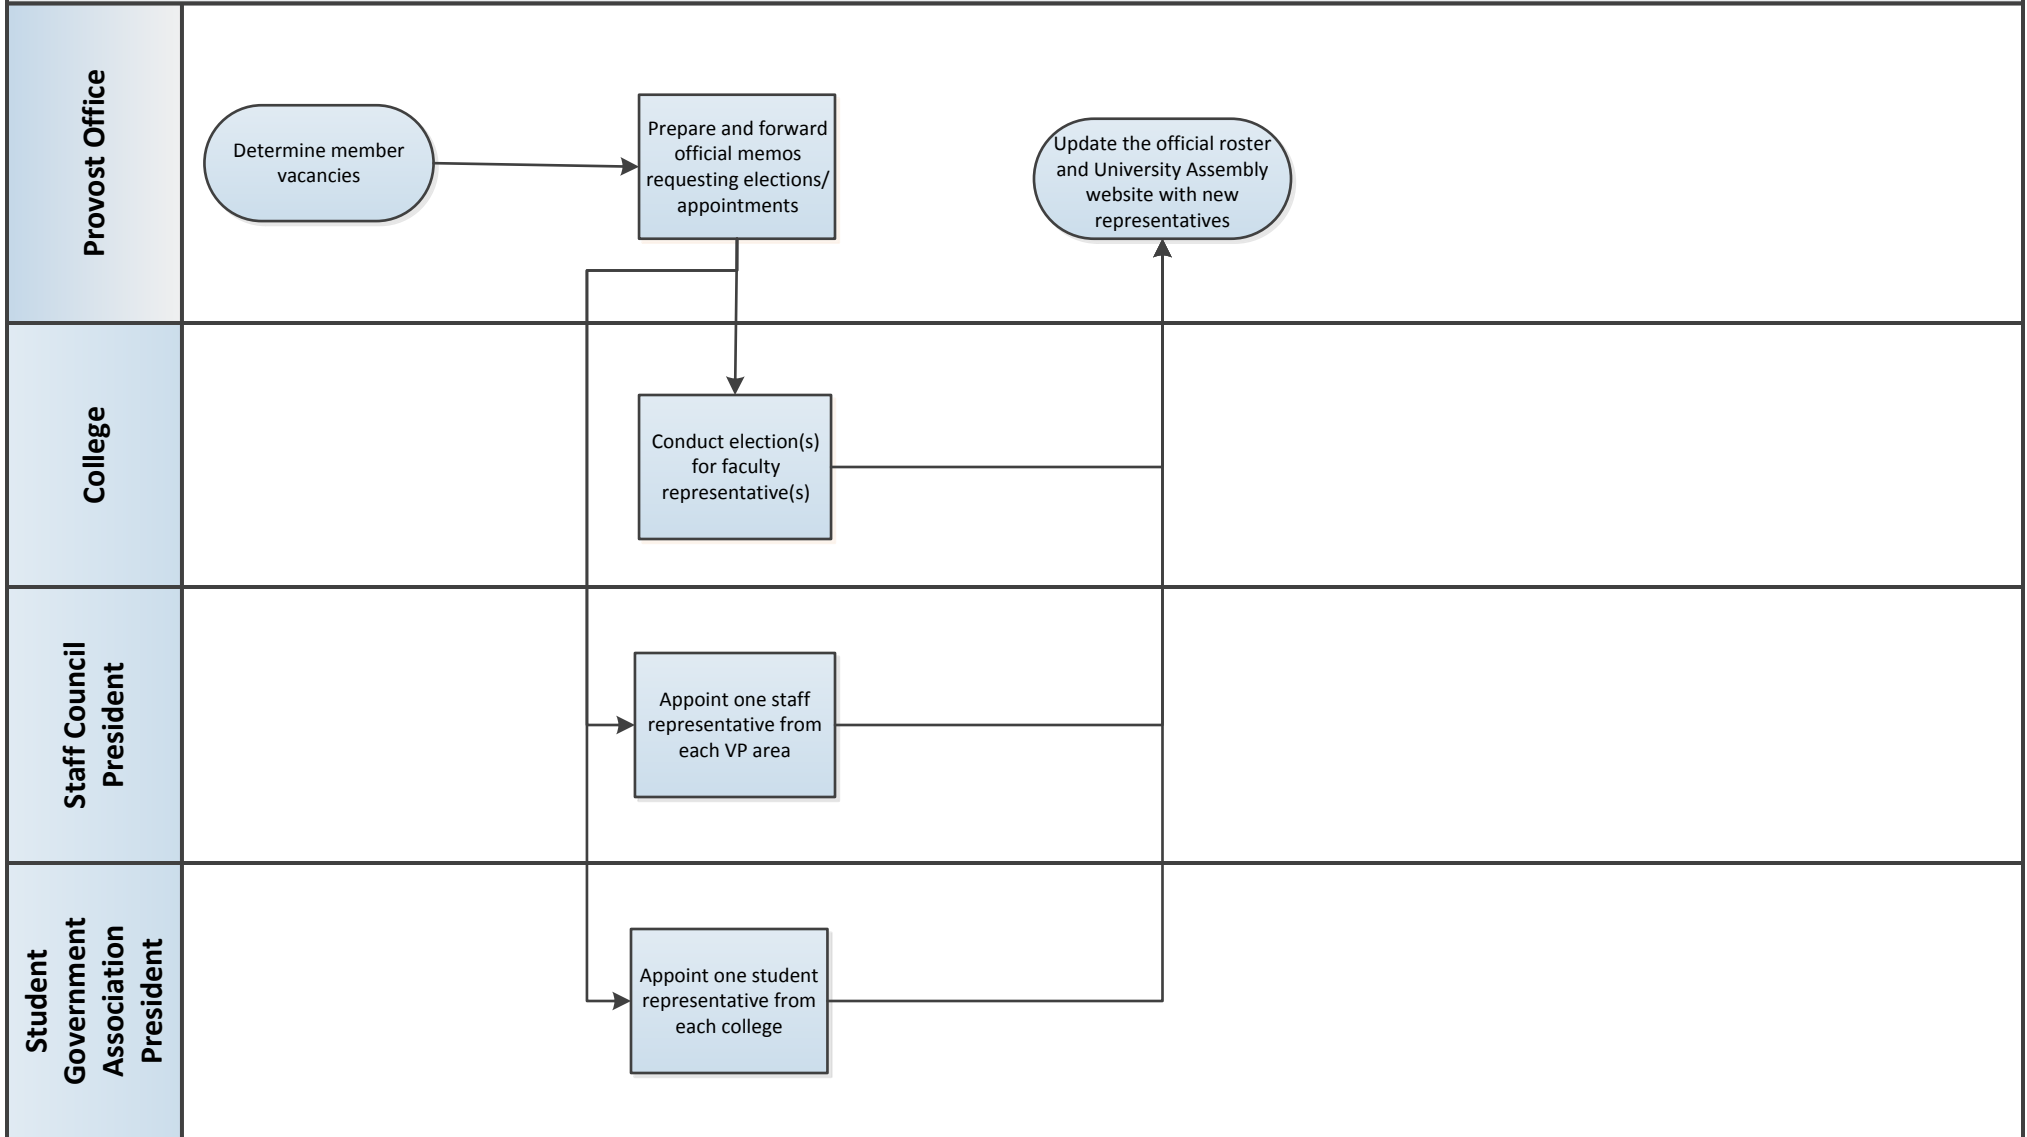 Provost Office
Determine member
vacancies
Prepare and forward
official memos
requesting elections/
appointments
Update the official roster
and University Assembly
website with new
representatives
College
Conduct election(s)
for faculty
representative(s)
Staff Council
President
Appoint one staff
representative from
each VP area
Student
Government
Association
President
Appoint one student
representative from
each college